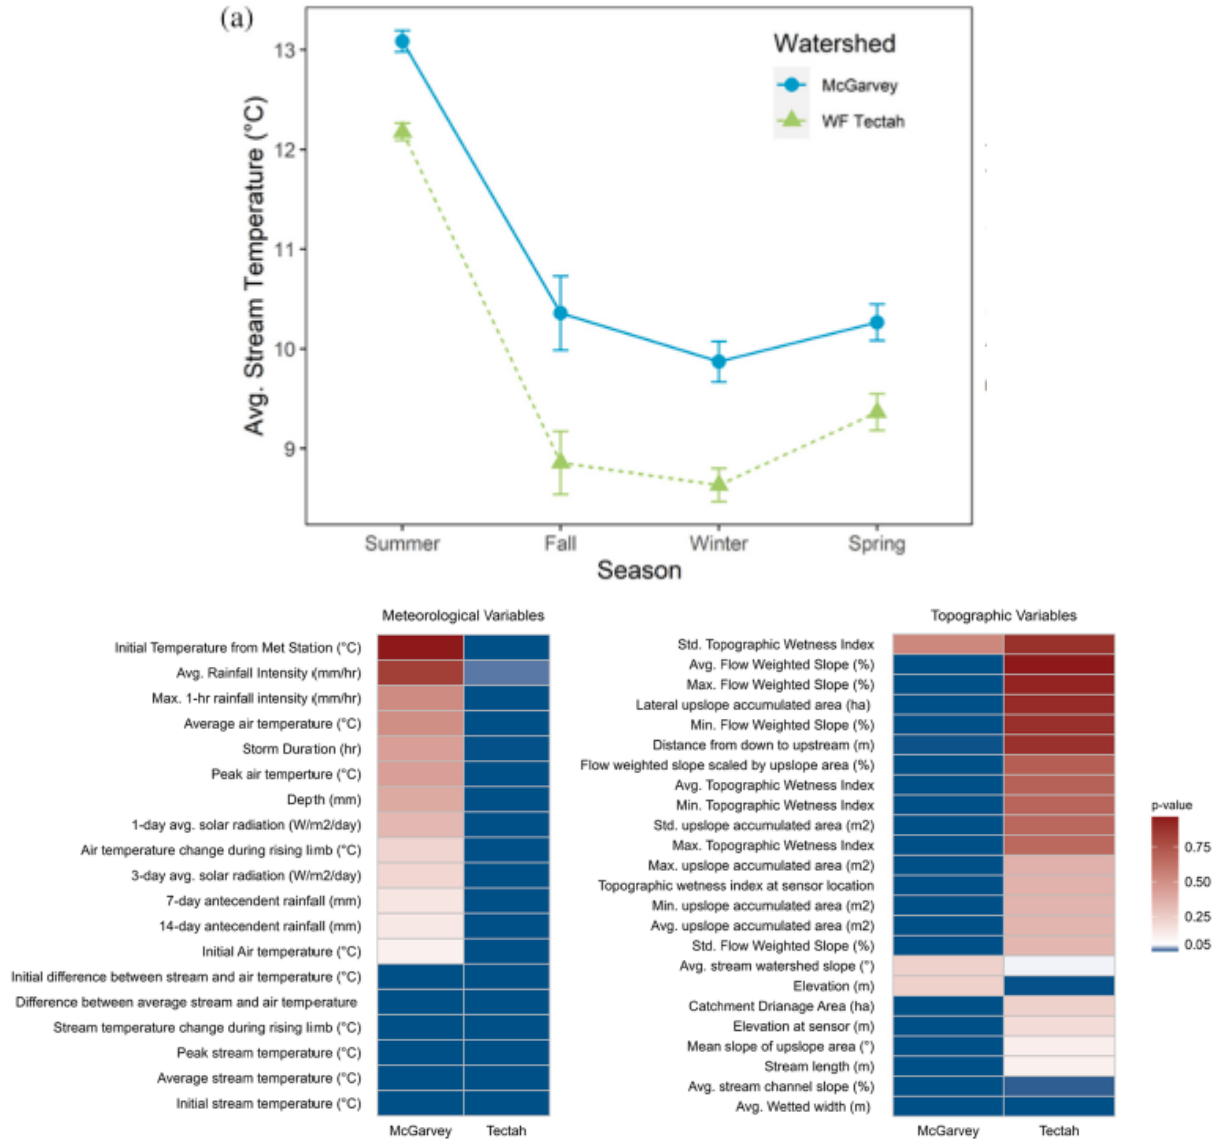 (a)
Watershed
McGarvey
WF Tectah
Avg. Stream Temperature (°C)
13
12
11
10
9
Summer Fall Winter Spring
Season
Meteorological Variables
Initial Temperature from Met Station (°C)
Avg. Rainfall Intensity (mm/hr)
Max. 1-hr rainfall intensity (mm/hr)
Average air temperature (°C)
Storm Duration (hr)
Peak air temperture (°C)
Depth (mm)
1-day avg. solar radiation (W/m2/day)
Air temperature change during rising limb (°C)
3-day avg. solar radiation (W/m2/day)
7-day antecendent rainfall (mm)
14-day antecendent rainfall (mm)
Initial Air temperature (°C)
Initial difference between stream and air temperature (°C)
Difference between average stream and air temperature
Stream temperature change during rising limb (°C)
Peak stream temperature (°C)
Average stream temperature (°C)
Initial stream temperature (°C)
McGarvey Tectah
Topographic Variables
Std. Topographic Wetness Index
Avg. Flow Weighted Slope (%)
Max. Flow Weighted Slope (%)
Lateral upslope accumulated area (ha)
Min. Flow Weighted Slope (%)
Distance from down to upstream (m)
Flow weighted slope scaled by upslope area (%)
Avg. Topographic Wetness Index
Min. Topographic Wetness Index
Std. upslope accumulated area (m2)
Max. Topographic Wetness Index
Max. upslope accumulated area (m2)
Topographic wetness index at sensor location
Min. upslope accumulated area (m2)
Avg. upslope accumulated area (m2)
Std. Flow Weighted Slope (%)
Avg. stream watershed slope (°)
Elevation (m)
Catchment Drianage Area (ha)
Elevation at sensor (m)
Mean slope of upslope area (°)
Stream length (m)
Avg. stream channel slope (%)
Avg. Wetted width (m)
McGarvey Tectah
p-value
0.75
0.50
0.25
0.05